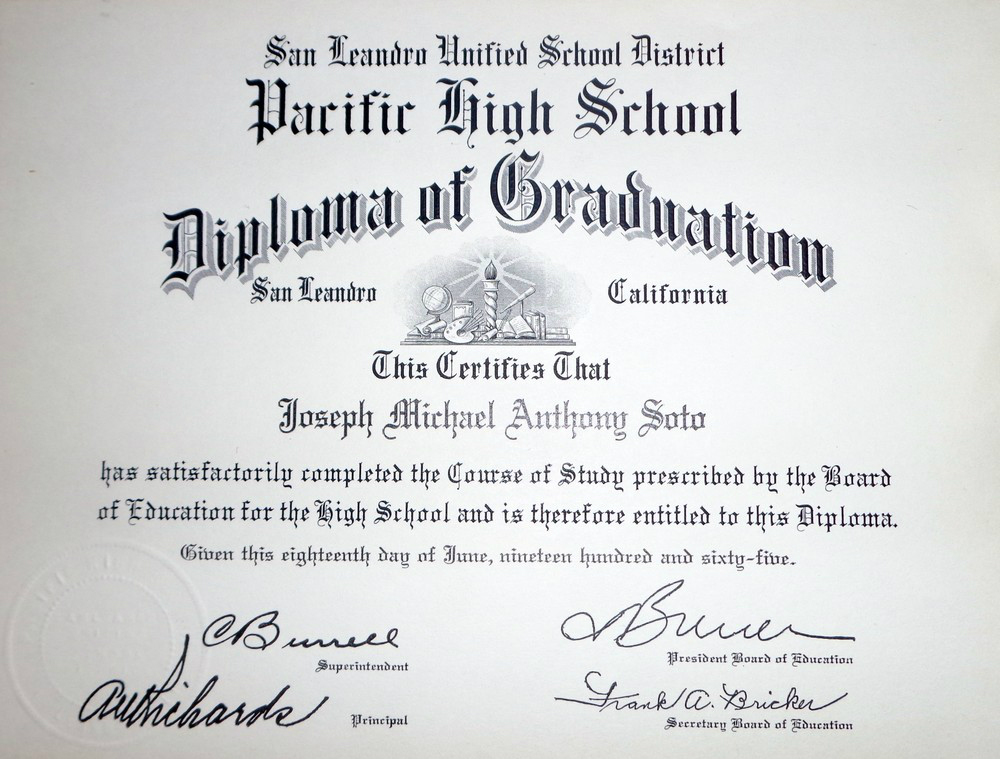 San Leandro Unified School District
Pacific High School
Diploma of Graduation
San Leandro California
This Certifies That
Joseph Michael Anthony Soto
has satisfactorily completed the Course of Study prescribed by the Board
of Education for the High School and is therefore entitled to this Diploma.
Given this eighteenth day of June, nineteen hundred and sixty-five.
C Burrell
Superintendent
President Board of Education
Richards
Principal
Frank A. Bricker
Secretary Board of Education